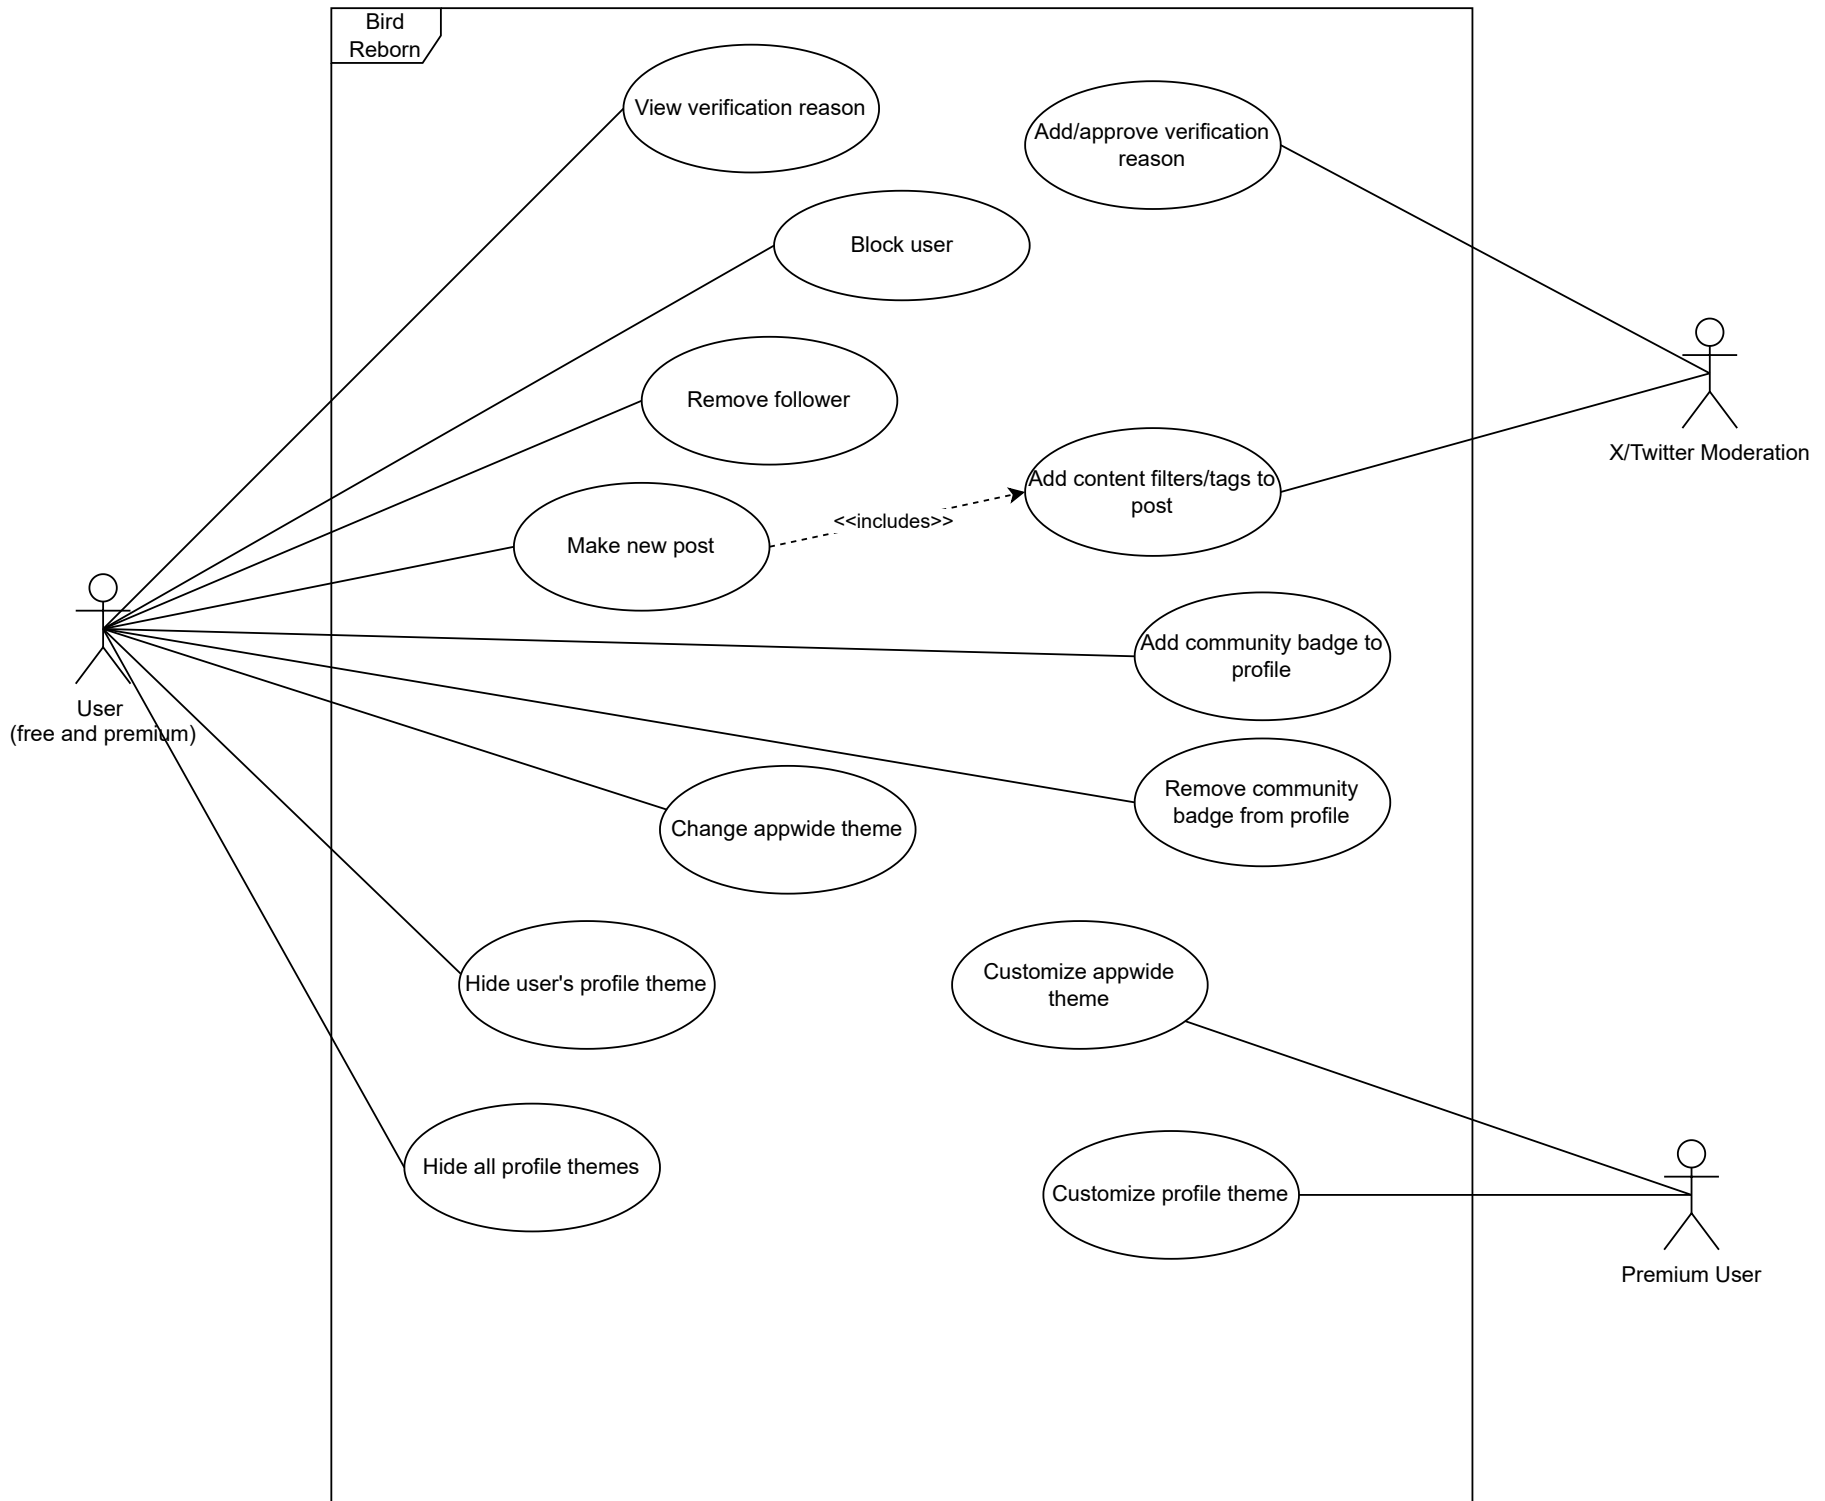 Bird
Reborn
View verification reason
Add/approve verification
reason
Block user
Remove follower
X/Twitter Moderation
Add content filters/tags to
post
<<includes>>
Make new post
Add community badge to
profile
User
(free and premium)
Remove community
badge from profile
Change appwide theme
Hide user's profile theme
Customize appwide
theme
Hide all profile themes
Customize profile theme
Premium User